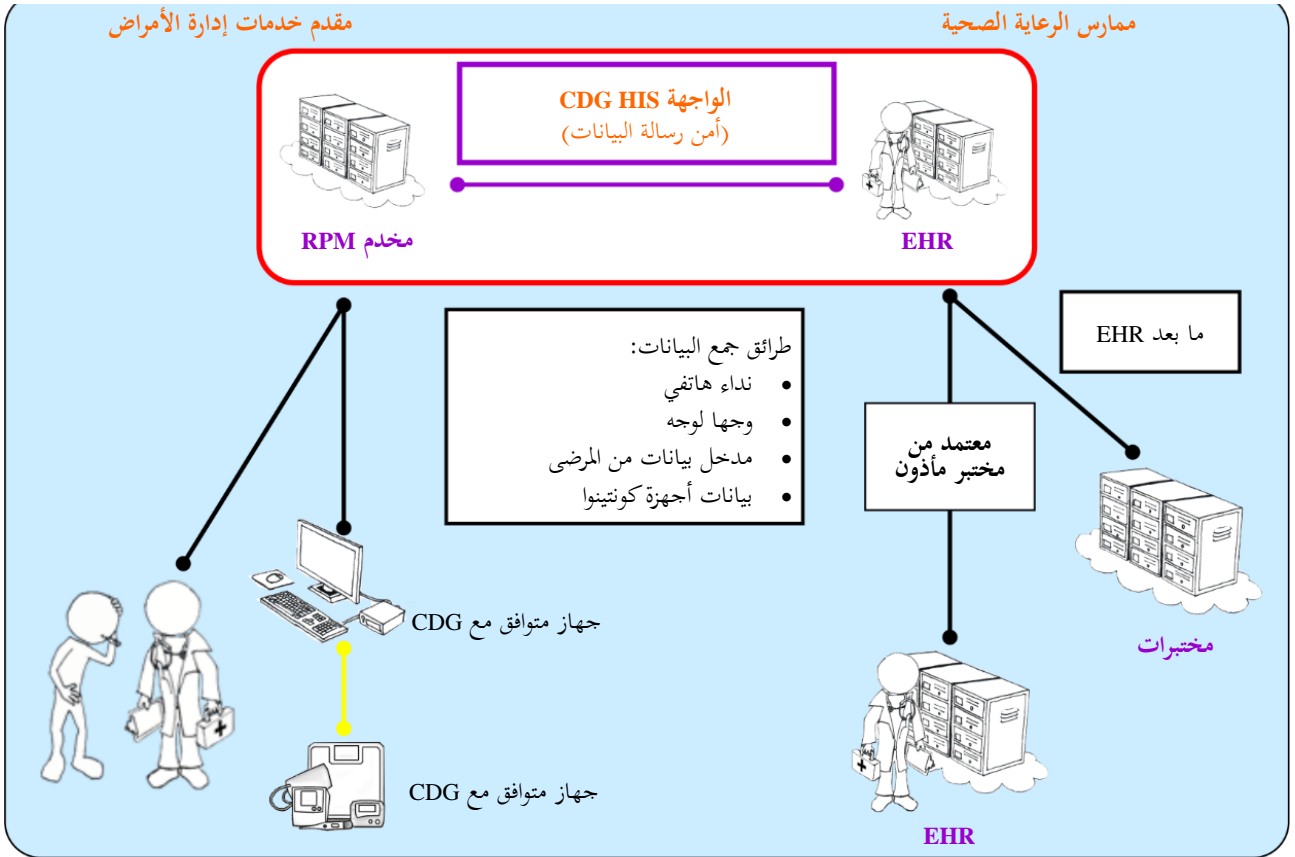 ممارس الرعاية الصحية
مقدم خدمات إدارة الأمراض
الواجهة CDG HIS
(أمن رسالة البيانات)
EHR
مخدم RPM
ما بعد EHR
طرائق جمع البيانات:
• نداء هاتفي
• وجها لوجه
• مدخل بيانات من المرضى
• بيانات أجهزة كونتينوا
معتمد من
مختبر مأذون
مختبرات
جهاز متوافق مع CDG
جهاز متوافق مع CDG
EHR